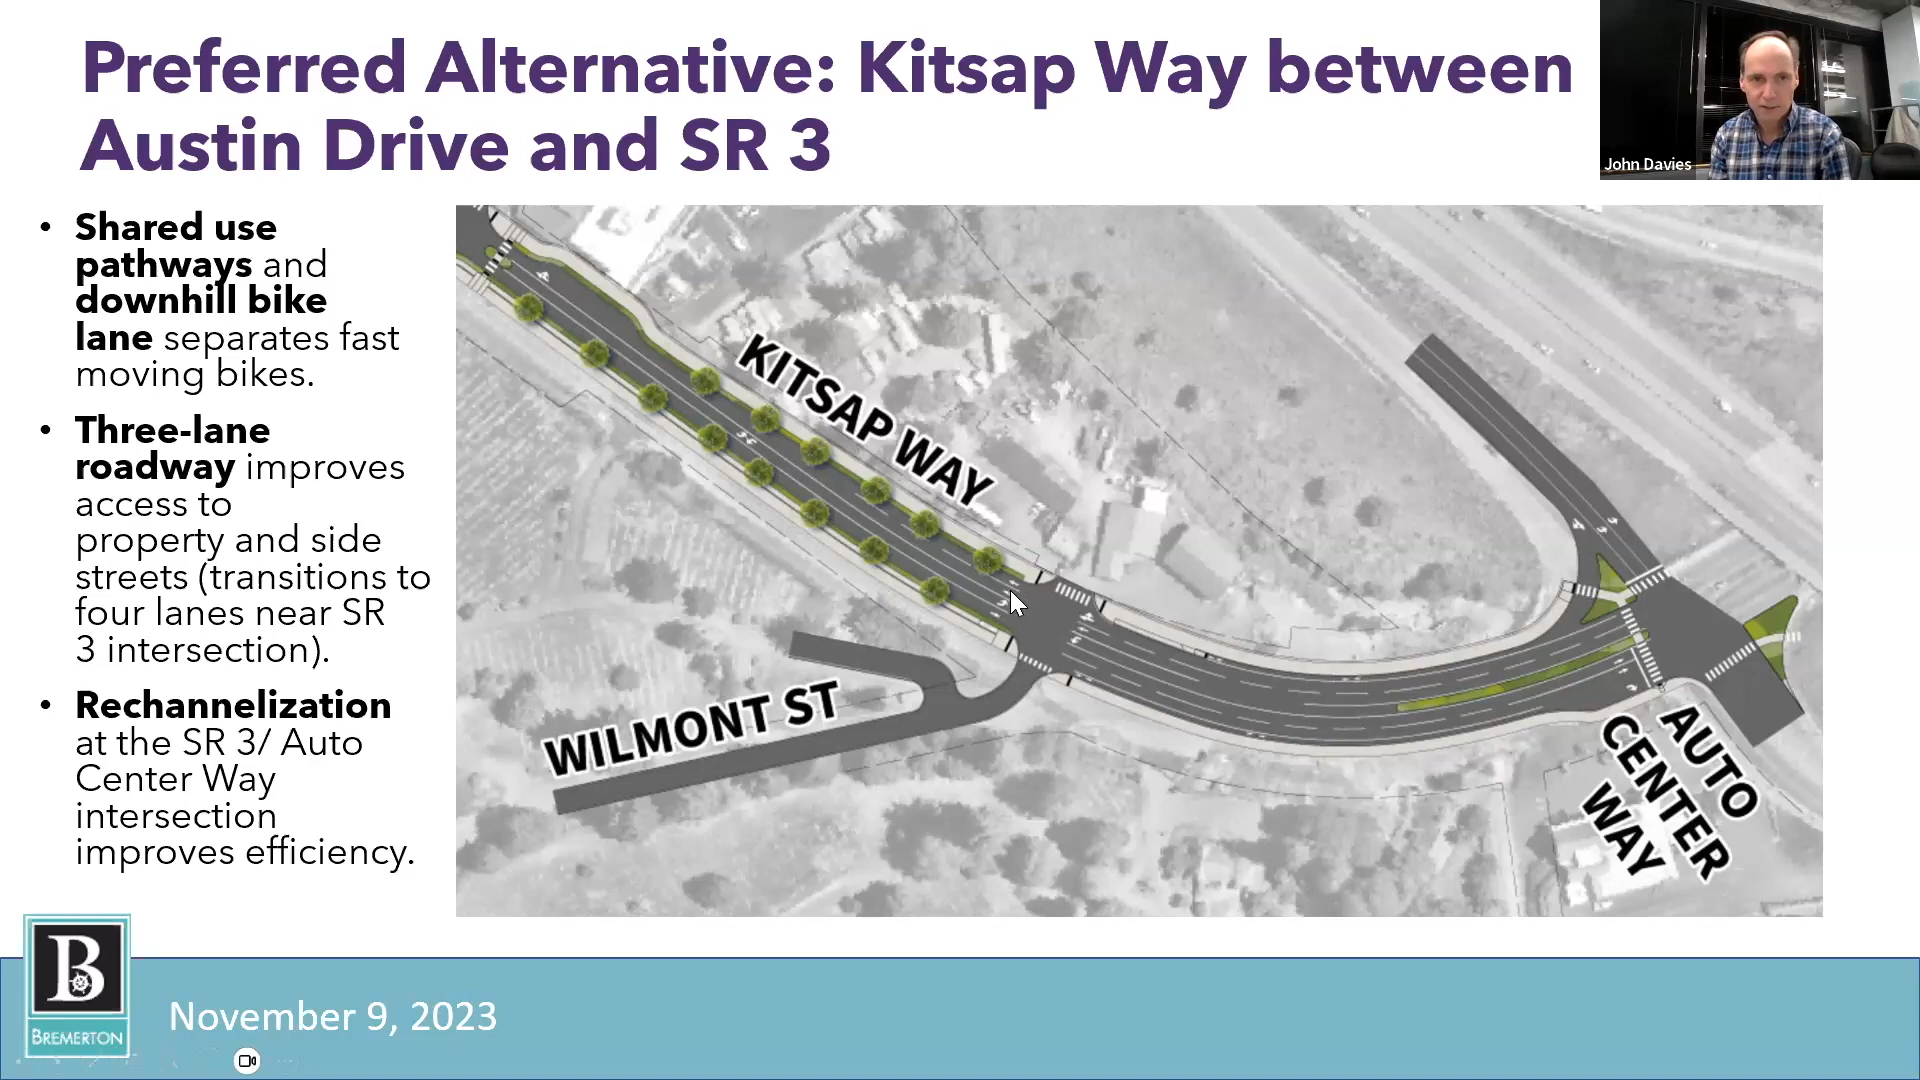 Preferred Alternative: Kitsap Way between
Austin Drive and SR 3
John Davies
• Shared use
pathways and
downhill bike
lane separates fast
moving bikes.
• Three-lane
roadway improves
access to
property and side
streets (transitions to
four lanes near SR
3 intersection).
• Rechannelization
at the SR 3/ Auto
Center Way
intersection
improves efficiency.
KITSAP WAY
WILMONT ST
AUTO
CENTER
WAY
B
BREMERTON
November 9, 2023